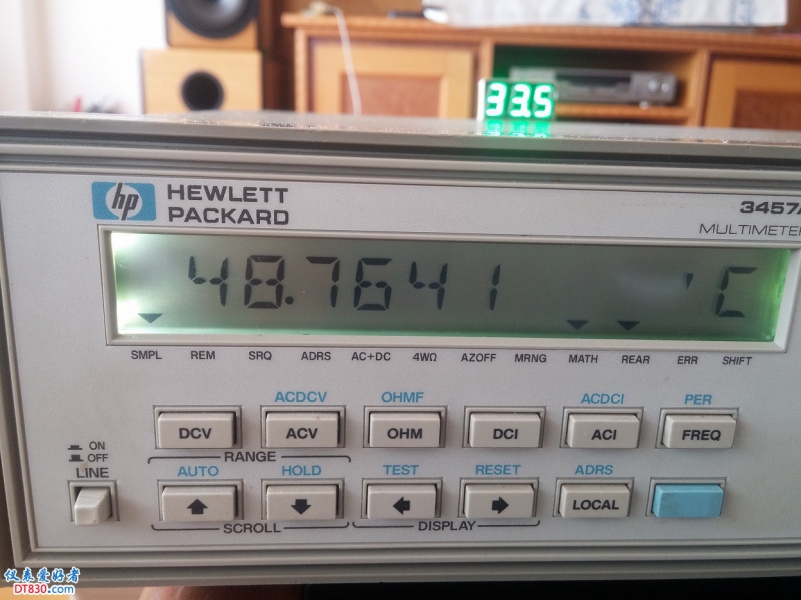 33.5
hp HEWLETT PACKARD
3457A
MULTIMETER
48.7641 'C
SMPL REM SRQ ADRS AC+DC 4WΩ AZOFF MRNG MATH REAR ERR SHIFT
ACDCV OHMF ACDCI PER
DCV ACV OHM DCI ACI FREQ
ON
OFF
LINE
RANGE
AUTO HOLD TEST RESET ADRS
LOCAL
SCROLL DISPLAY
仪表爱好者
DT830.com